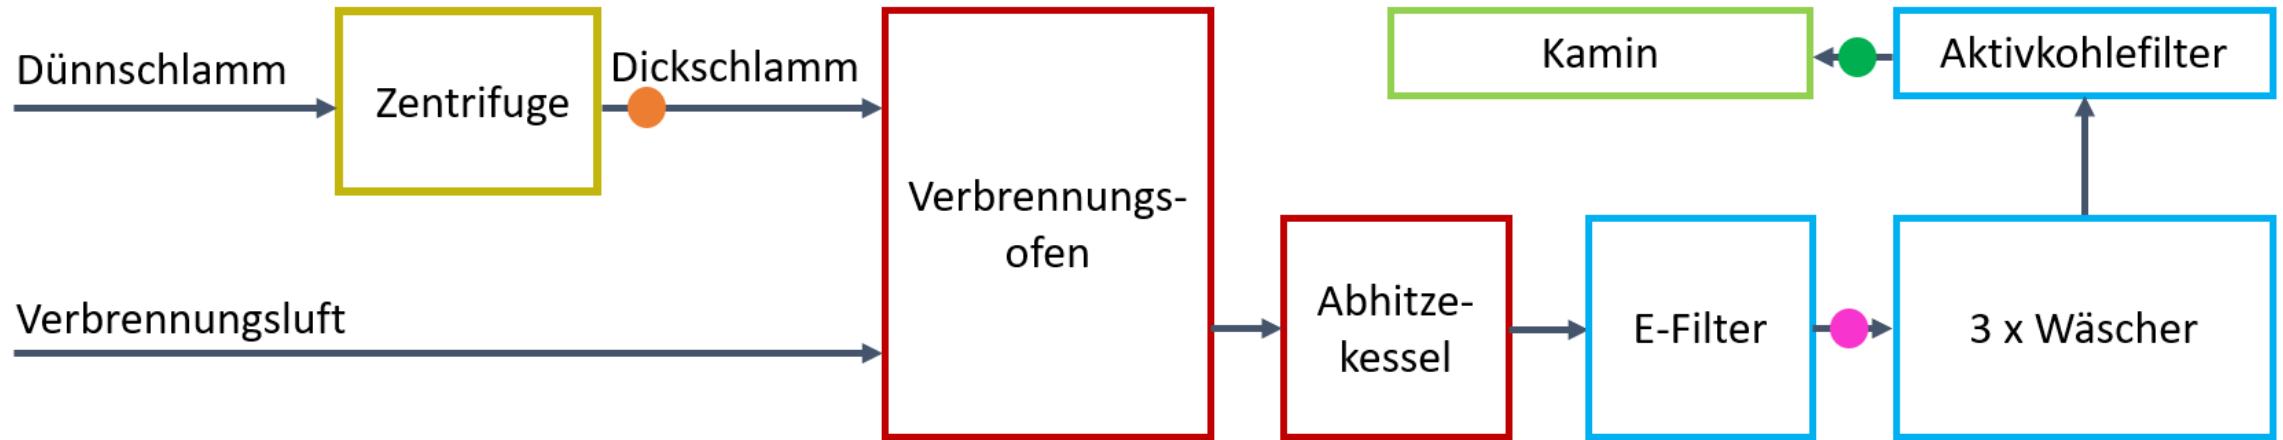 Dünnschlamm
Zentrifuge
Dickschlamm
Verbrennungsluft
Verbrennungs-
ofen
Abhitze-
kessel
E-Filter
3 x Wäscher
Aktivkohlefilter
Kamin